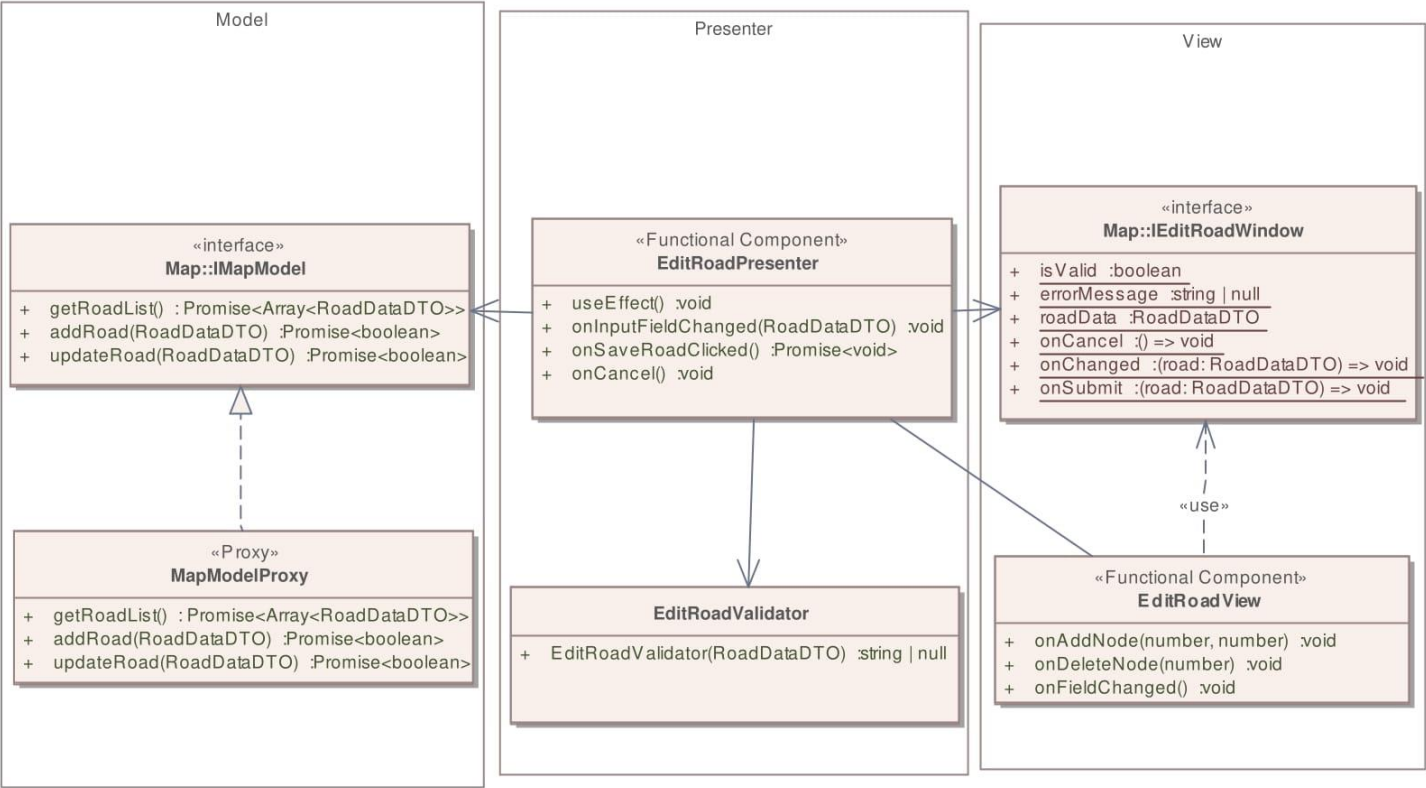 Model
«interface»
Map::IMapModel
+ getRoadList() : Promise<Array<RoadDataDTO>>
+ addRoad(RoadDataDTO) :Promise<boolean>
+ updateRoad(RoadDataDTO) :Promise<boolean>
«Proxy»
MapModelProxy
+ getRoadList() : Promise<Array<RoadDataDTO>>
+ addRoad(RoadDataDTO) :Promise<boolean>
+ updateRoad(RoadDataDTO) :Promise<boolean>
Presenter
«Functional Component»
EditRoadPresenter
+ useEffect() :void
+ onInputFieldChanged(RoadDataDTO) :void
+ onSaveRoadClicked() :Promise<void>
+ onCancel() :void
EditRoadValidator
+ EditRoadValidator(RoadDataDTO) :string | null
View
«interface»
Map::IEditRoadWindow
+ isValid :boolean
+ errorMessage :string | null
+ roadData :RoadDataDTO
+ onCancel :() => void
+ onChanged :(road: RoadDataDTO) => void
+ onSubmit :(road: RoadDataDTO) => void
«use»
«Functional Component»
EditRoadView
+ onAddNode(number, number) :void
+ onDeleteNode(number) :void
+ onFieldChanged() :void